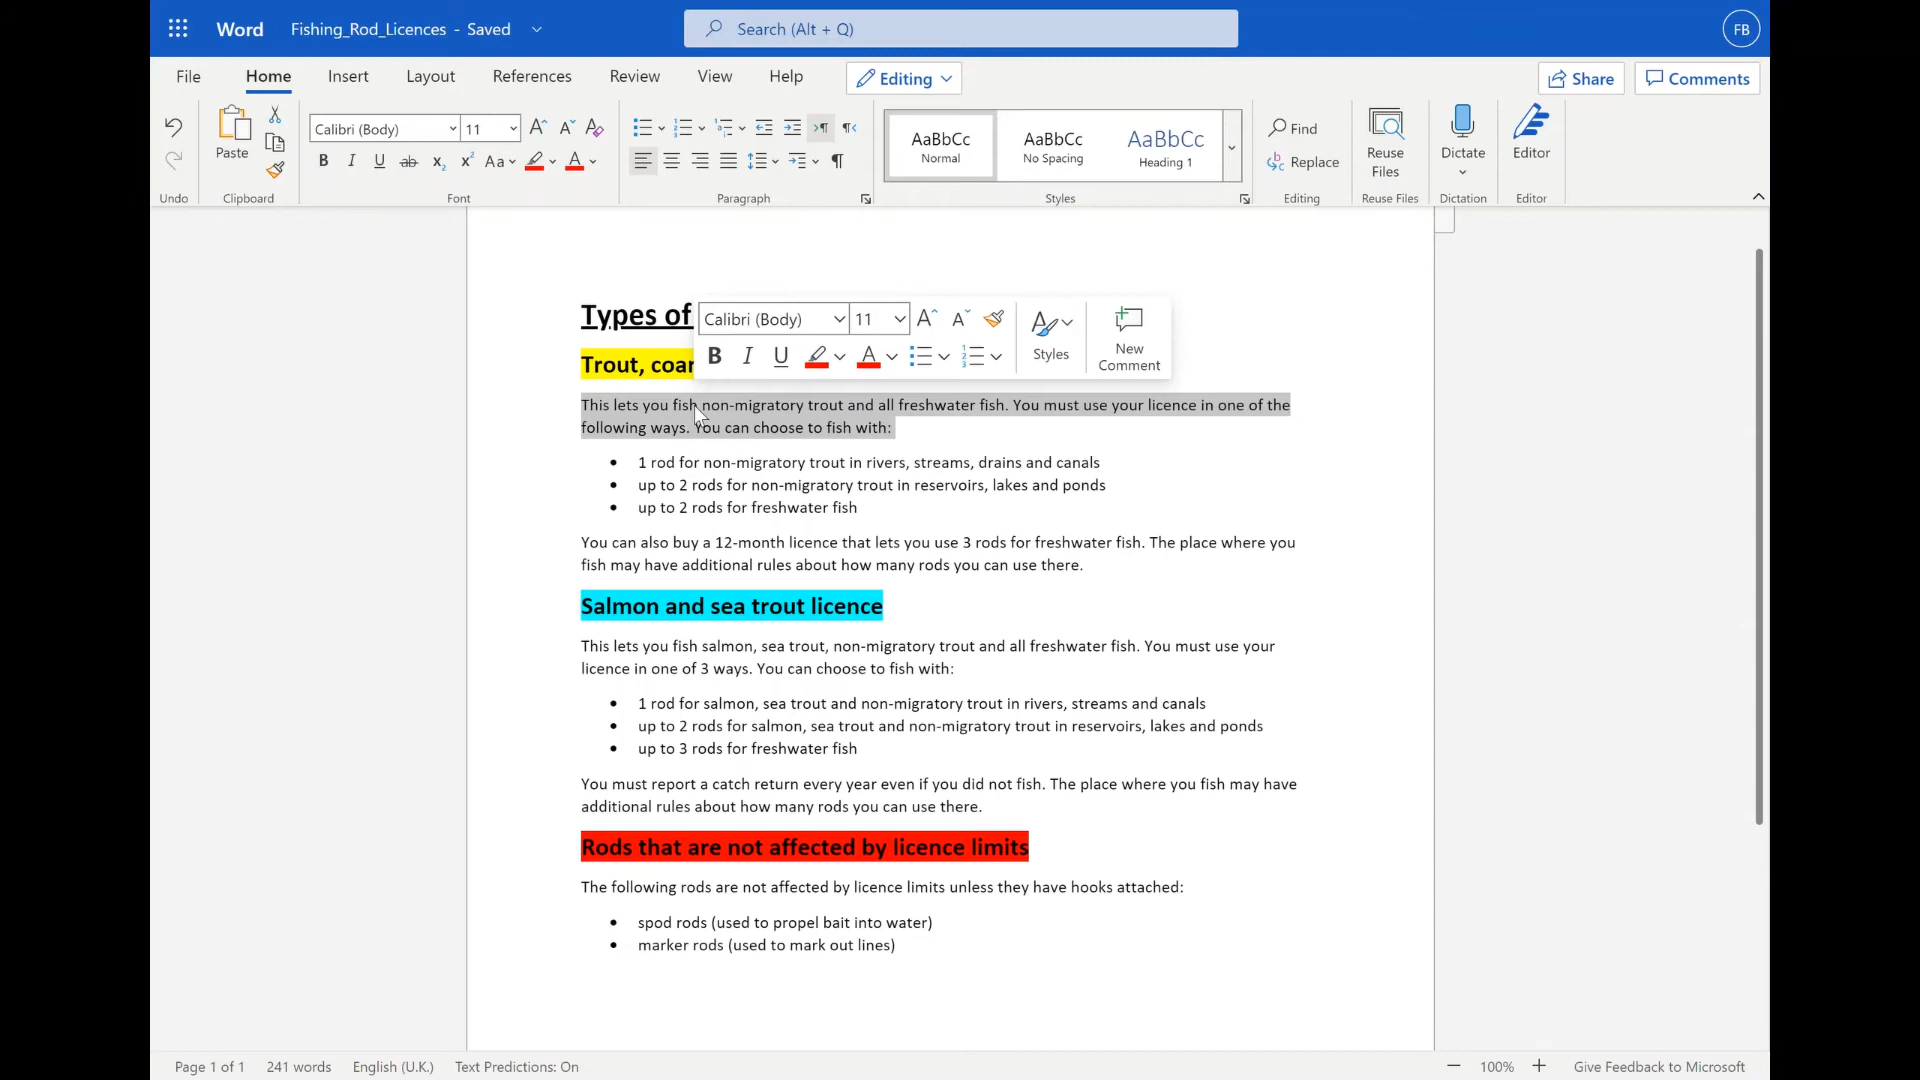 Word Fishing_Rod_Licences - Saved Search (Alt + Q) FB
File Home Insert Layout References Review View Help Editing Share Comments
Paste Calibri (Body) 11 AaBbCc Normal AaBbCc No Spacing AaBbCc Heading 1 Find Replace Reuse Files Dictate Editor
Undo Clipboard Font Paragraph Styles Editing Reuse Files Dictation Editor
Types of
Calibri (Body) 11
Styles New Comment
Trout, coar
This lets you fish non-migratory trout and all freshwater fish. You must use your licence in one of the
following ways. You can choose to fish with:
• 1 rod for non-migratory trout in rivers, streams, drains and canals
• up to 2 rods for non-migratory trout in reservoirs, lakes and ponds
• up to 2 rods for freshwater fish
You can also buy a 12-month licence that lets you use 3 rods for freshwater fish. The place where you
fish may have additional rules about how many rods you can use there.
Salmon and sea trout licence
This lets you fish salmon, sea trout, non-migratory trout and all freshwater fish. You must use your
licence in one of 3 ways. You can choose to fish with:
• 1 rod for salmon, sea trout and non-migratory trout in rivers, streams and canals
• up to 2 rods for salmon, sea trout and non-migratory trout in reservoirs, lakes and ponds
• up to 3 rods for freshwater fish
You must report a catch return every year even if you did not fish. The place where you fish may have
additional rules about how many rods you can use there.
Rods that are not affected by licence limits
The following rods are not affected by licence limits unless they have hooks attached:
• spod rods (used to propel bait into water)
• marker rods (used to mark out lines)
Page 1 of 1 241 words English (U.K.) Text Predictions: On 100% Give Feedback to Microsoft